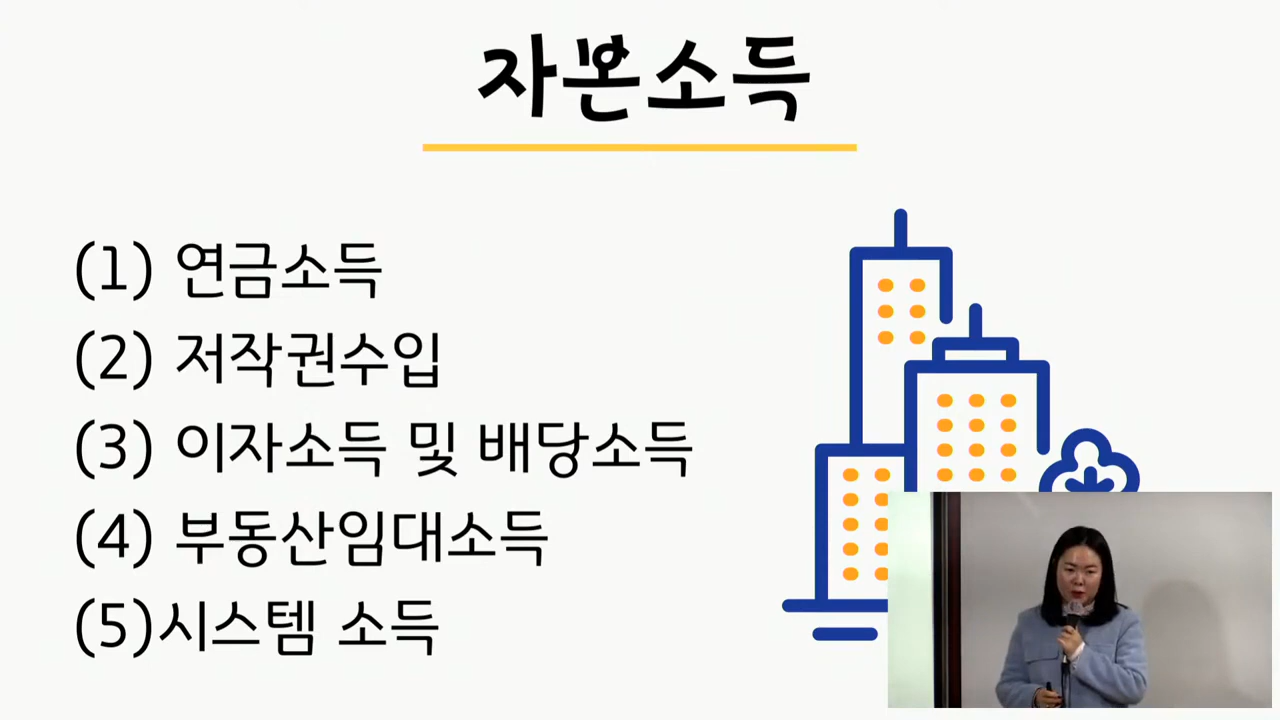 자본소득
(1) 연금소득
(2) 저작권수입
(3) 이자소득 및 배당소득
(4) 부동산임대소득
(5)시스템 소득